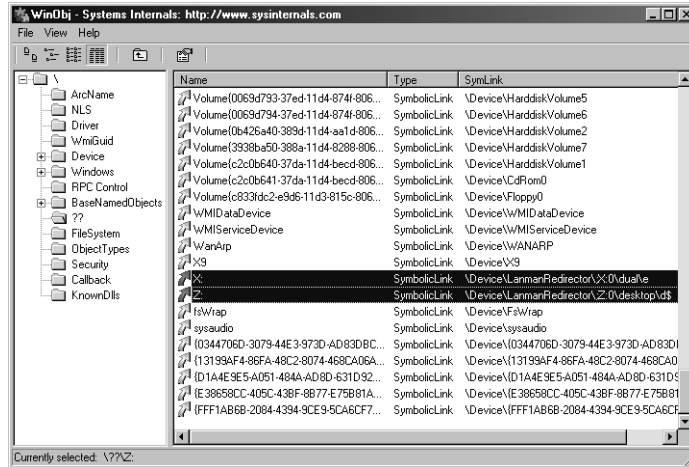 WinObj - Systems Internals: http://www.sysinternals.com
File View Help
\
ArcName
NLS
Driver
WmiGuid
Device
Windows
RPC Control
BaseNamedObjects
??
FileSystem
ObjectTypes
Security
Callback
KnownDlls
Name Type SymLink
Volume{0069d793-37ed-11d4-874f-806... SymbolicLink \Device\HarddiskVolume5
Volume{0069d794-37ed-11d4-874f-806... SymbolicLink \Device\HarddiskVolume6
Volume{0b426a40-389d-11d4-aa1d-806... SymbolicLink \Device\HarddiskVolume2
Volume{3938ba50-388a-11d4-8288-806... SymbolicLink \Device\HarddiskVolume7
Volume{c2c0b640-37da-11d4-becd-806... SymbolicLink \Device\HarddiskVolume1
Volume{c2c0b641-37da-11d4-becd-806... SymbolicLink \Device\CdRom0
Volume{c833fdc2-e9d6-11d3-815c-806... SymbolicLink \Device\Floppy0
WMIDataDevice SymbolicLink \Device\WMIDataDevice
WMIServiceDevice SymbolicLink \Device\WMIServiceDevice
WanArp SymbolicLink \Device\WANARP
X9 SymbolicLink \Device\X9
X: SymbolicLink \Device\LanmanRedirector\;X:0\dual\e
Z: SymbolicLink \Device\LanmanRedirector\;Z:0\desktop\d$
fsWrap SymbolicLink \Device\FsWrap
sysaudio SymbolicLink \Device\sysaudio
{0344706D-3079-44E3-973D-AD83DBC... SymbolicLink \Device\{0344706D-3079-44E3-973D-AD83D
{13199AF4-86FA-48C2-8074-468CA06A... SymbolicLink \Device\{13199AF4-86FA-48C2-8074-468CA0
{D1A4E9E5-A051-484A-AD8D-631D92... SymbolicLink \Device\{D1A4E9E5-A051-484A-AD8D-631D9
{E38658CC-405C-43BF-8B77-E75B81A... SymbolicLink \Device\{E38658CC-405C-43BF-8B77-E75B81
{FFF1AB6B-2084-4394-9CE9-5CA6CF7... SymbolicLink \Device\{FFF1AB6B-2084-4394-9CE9-5CA6CF
Currently selected: \??\Z: